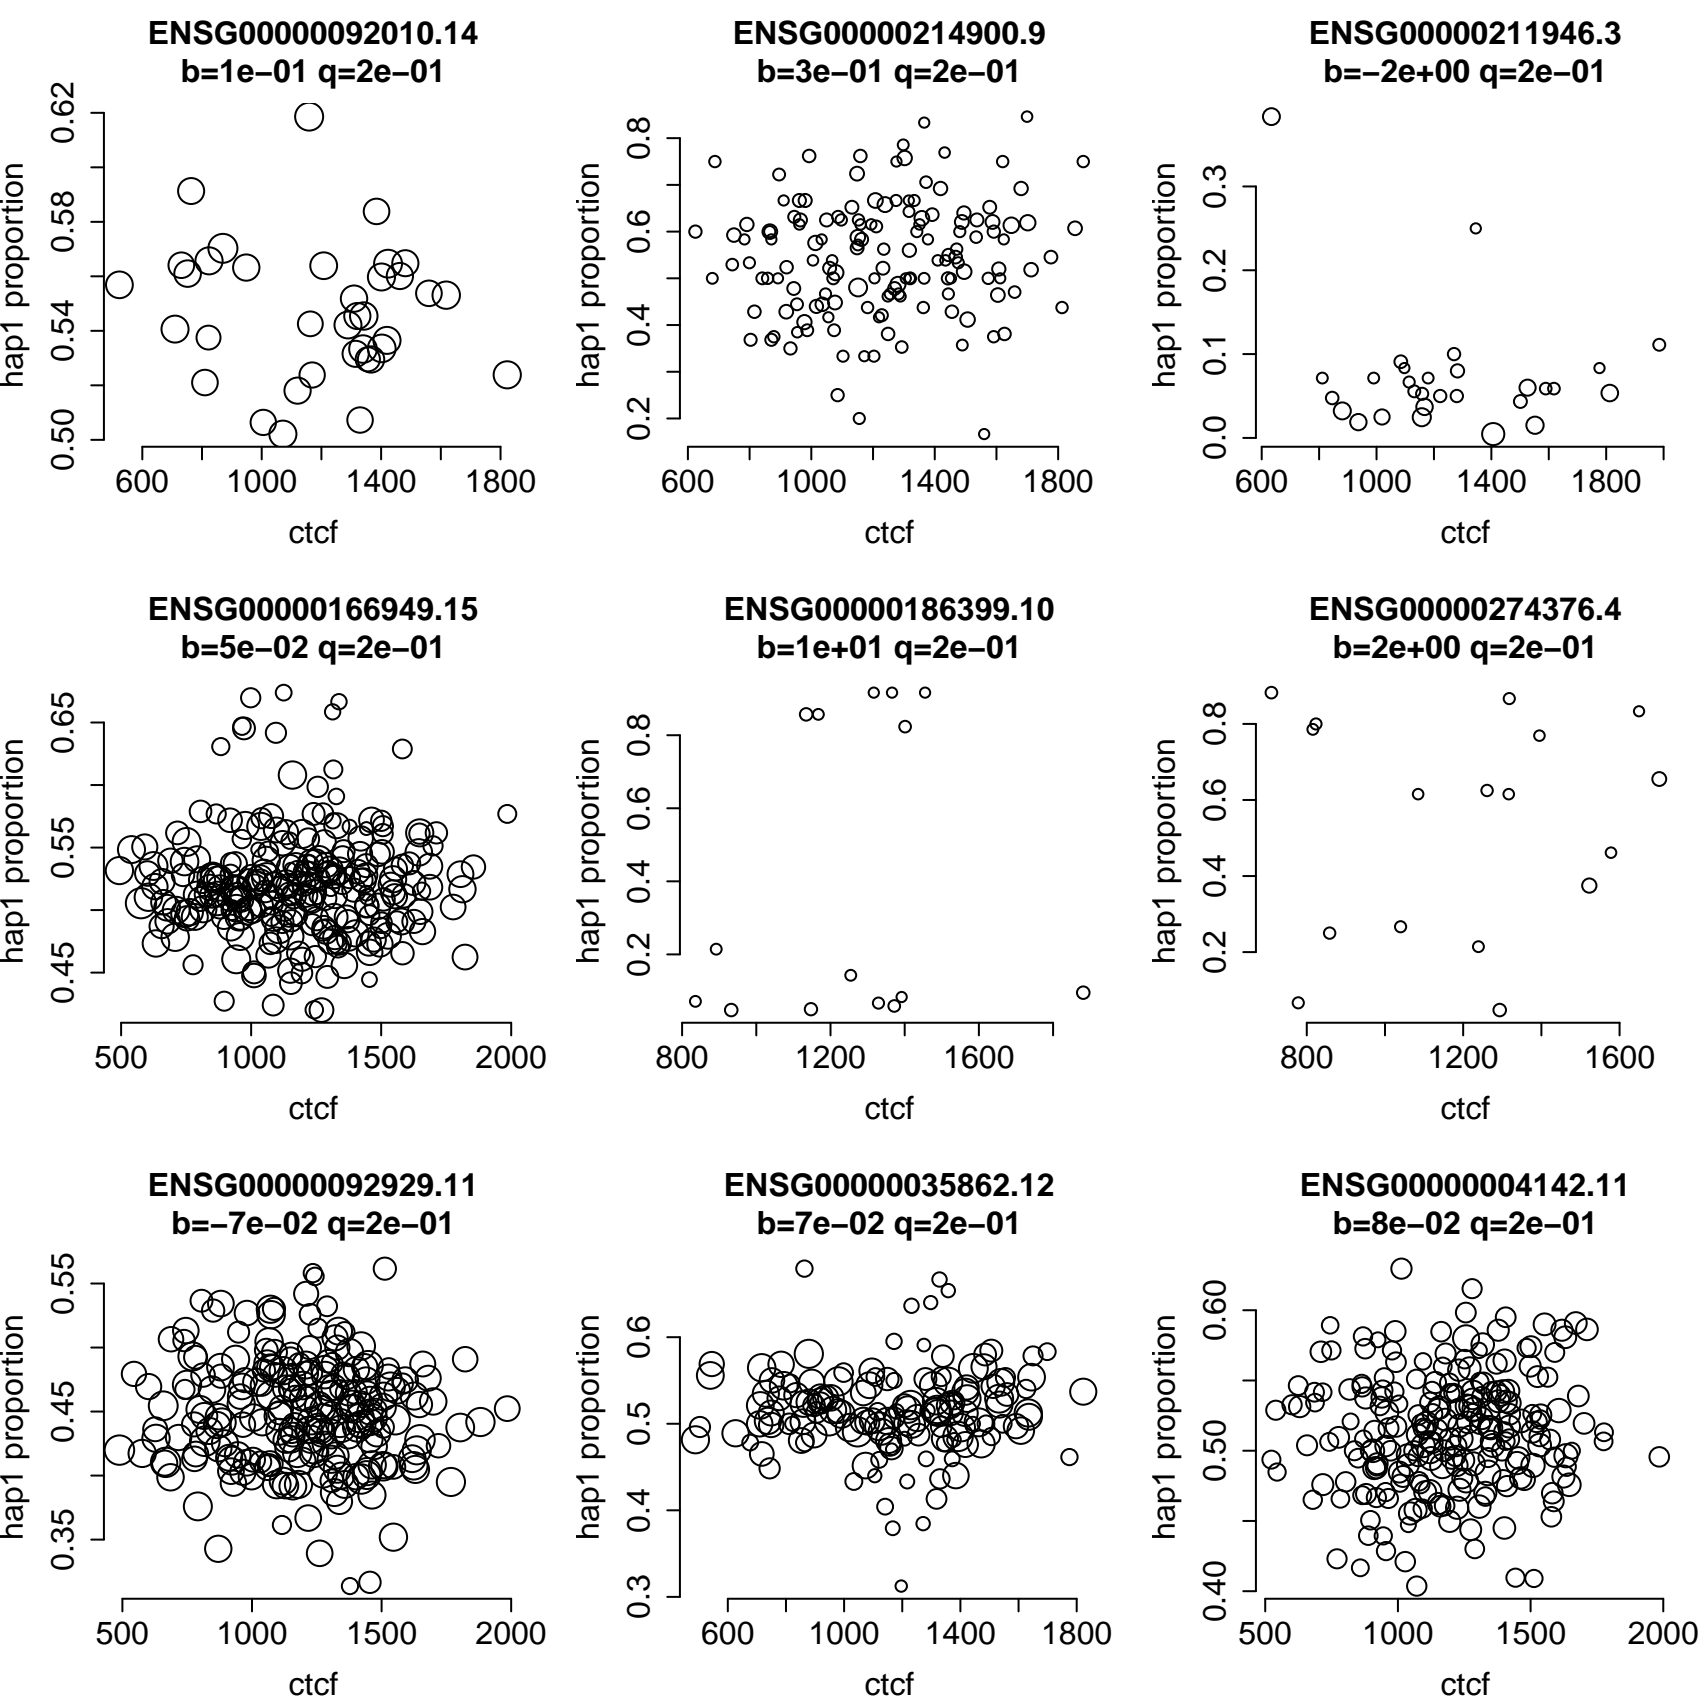 ENSG00000092010.14
b=1e−01 q=2e−01
hap1 proportion
0.50 0.54 0.58 0.62
600 1000 1400 1800
ctcf
ENSG00000214900.9
b=3e−01 q=2e−01
hap1 proportion
0.2 0.4 0.6 0.8
600 1000 1400 1800
ctcf
ENSG00000211946.3
b=−2e+00 q=2e−01
hap1 proportion
0.0 0.1 0.2 0.3
600 1000 1400 1800
ctcf
ENSG00000166949.15
b=5e−02 q=2e−01
hap1 proportion
0.45 0.55 0.65
500 1000 1500 2000
ctcf
ENSG00000186399.10
b=1e+01 q=2e−01
hap1 proportion
0.2 0.4 0.6 0.8
800 1200 1600
ctcf
ENSG00000274376.4
b=2e+00 q=2e−01
hap1 proportion
0.2 0.4 0.6 0.8
800 1200 1600
ctcf
ENSG00000092929.11
b=−7e−02 q=2e−01
hap1 proportion
0.35 0.45 0.55
500 1000 1500 2000
ctcf
ENSG00000035862.12
b=7e−02 q=2e−01
hap1 proportion
0.3 0.4 0.5 0.6
600 1000 1400 1800
ctcf
ENSG00000004142.11
b=8e−02 q=2e−01
hap1 proportion
0.40 0.50 0.60
500 1000 1500 2000
ctcf